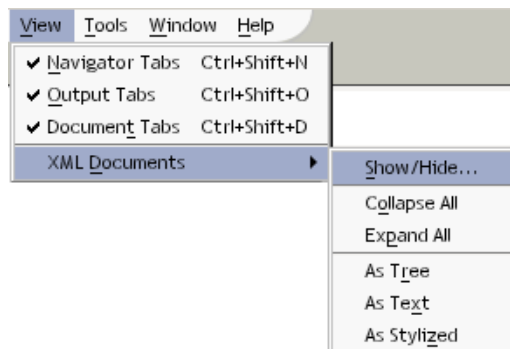 View Tools Window Help
Navigator Tabs Ctrl+Shift+N
Output Tabs Ctrl+Shift+O
Document Tabs Ctrl+Shift+D
XML Documents
Show/Hide...
Collapse All
Expand All
As Tree
As Text
As Stylized